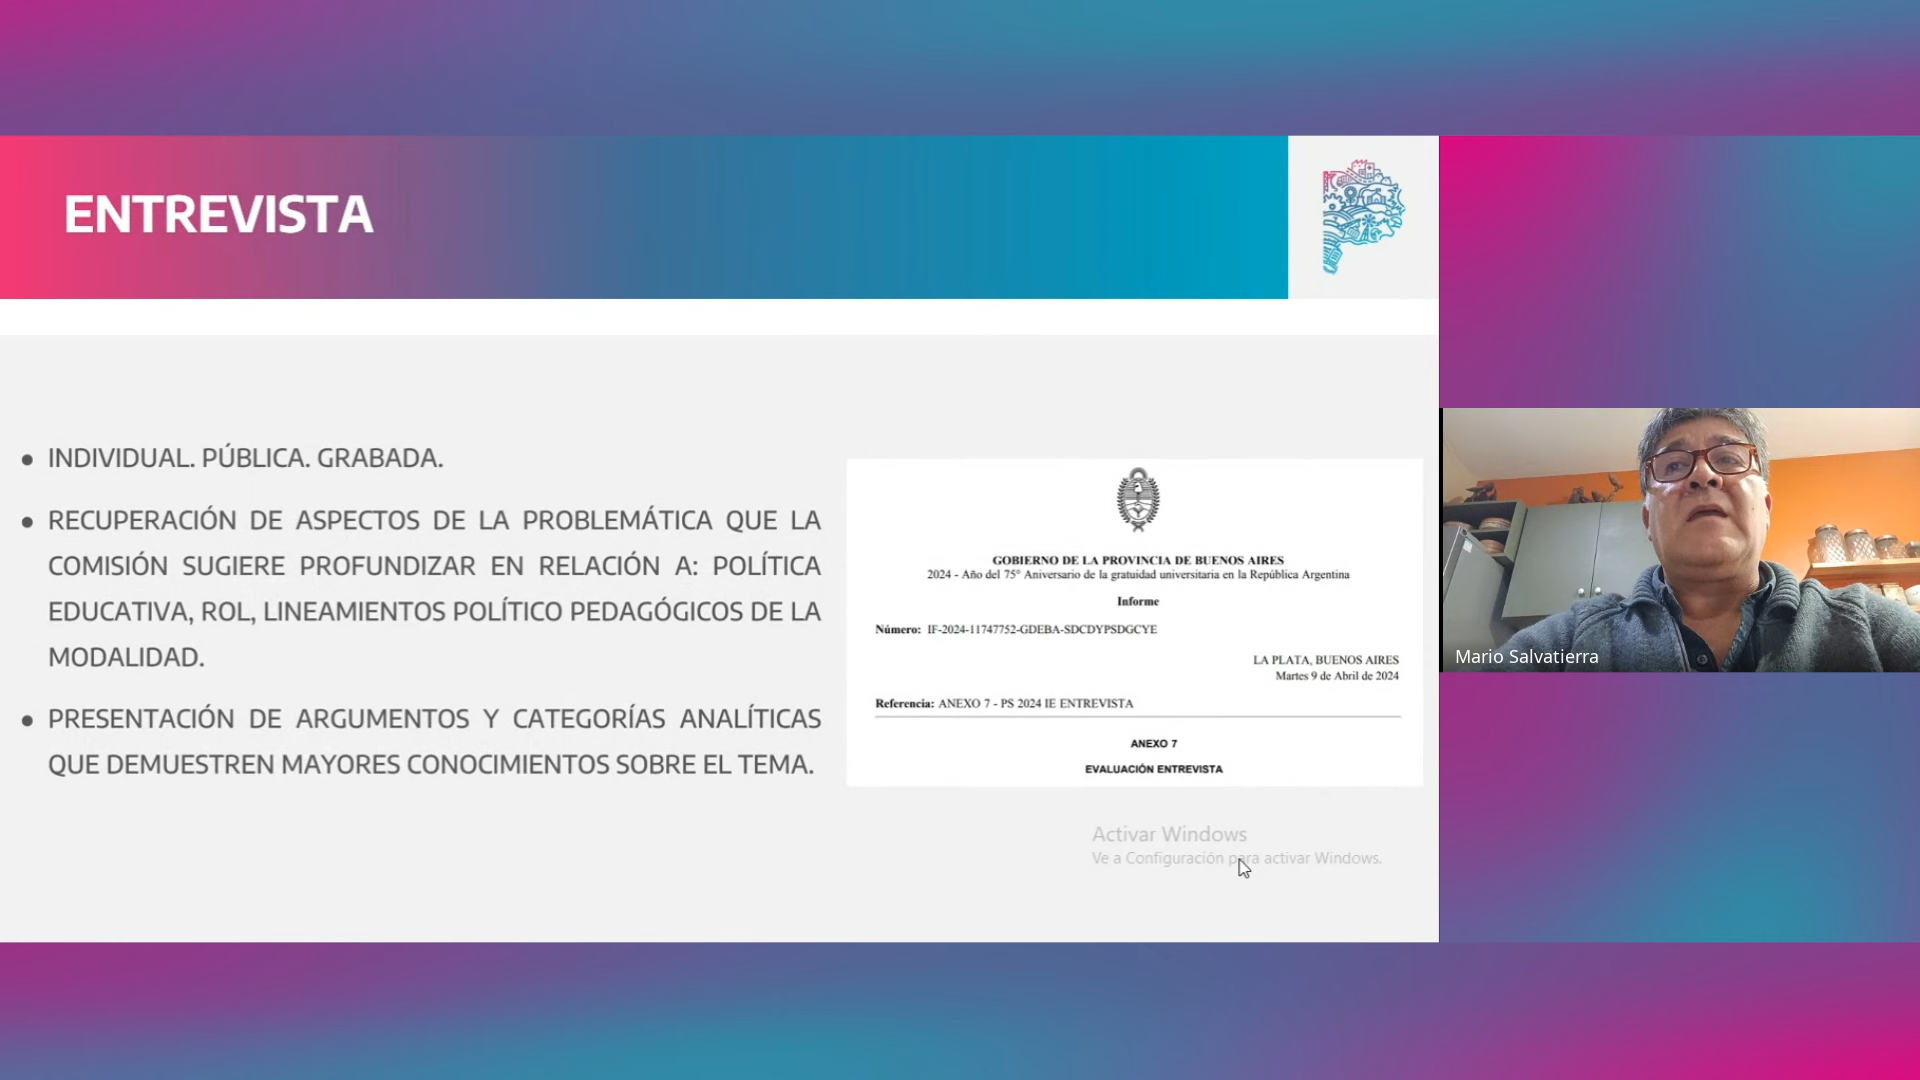 ENTREVISTA
● INDIVIDUAL. PÚBLICA. GRABADA.
● RECUPERACIÓN DE ASPECTOS DE LA PROBLEMÁTICA QUE LA
COMISIÓN SUGIERE PROFUNDIZAR EN RELACIÓN A: POLÍTICA
EDUCATIVA, ROL, LINEAMIENTOS POLÍTICO PEDAGÓGICOS DE LA
MODALIDAD.
● PRESENTACIÓN DE ARGUMENTOS Y CATEGORÍAS ANALÍTICAS
QUE DEMUESTREN MAYORES CONOCIMIENTOS SOBRE EL TEMA.
GOBIERNO DE LA PROVINCIA DE BUENOS AIRES
2024 - Año del 75° Aniversario de la gratuidad universitaria en la República Argentina
Informe
Número: IF-2024-11747752-GDEBA-SDCDYPSDGCYE
LA PLATA, BUENOS AIRES
Martes 9 de Abril de 2024
Referencia: ANEXO 7 - PS 2024 IE ENTREVISTA
ANEXO 7
EVALUACIÓN ENTREVISTA
Activar Windows
Ve a Configuración para activar Windows.
Mario Salvatierra